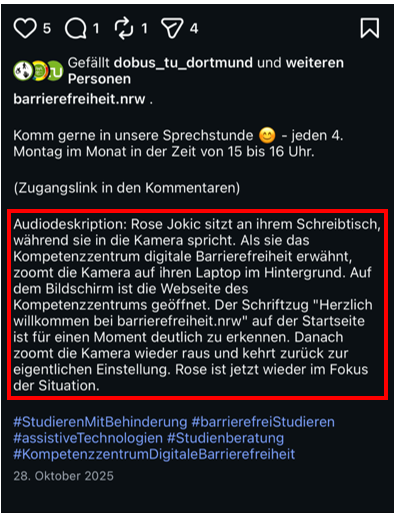 5 1 1 4
Gefällt dobus_tu_dortmund und weiteren
Personen
barrierefreiheit.nrw .
Komm gerne in unsere Sprechstunde 😊 - jeden 4.
Montag im Monat in der Zeit von 15 bis 16 Uhr.
(Zugangslink in den Kommentaren)
Audiodeskription: Rose Jokic sitzt an ihrem Schreibtisch,
während sie in die Kamera spricht. Als sie das
Kompetenzzentrum digitale Barrierefreiheit erwähnt,
zoomt die Kamera auf ihren Laptop im Hintergrund. Auf
dem Bildschirm ist die Webseite des
Kompetenzzentrums geöffnet. Der Schriftzug "Herzlich
willkommen bei barrierefreiheit.nrw" auf der Startseite
ist für einen Moment deutlich zu erkennen. Danach
zoomt die Kamera wieder raus und kehrt zurück zur
eigentlichen Einstellung. Rose ist jetzt wieder im Fokus
der Situation.
#StudierenMitBehinderung #barrierefreiStudieren
#assistiveTechnologien #Studienberatung
#KompetenzzentrumDigitaleBarrierefreiheit
28. Oktober 2025